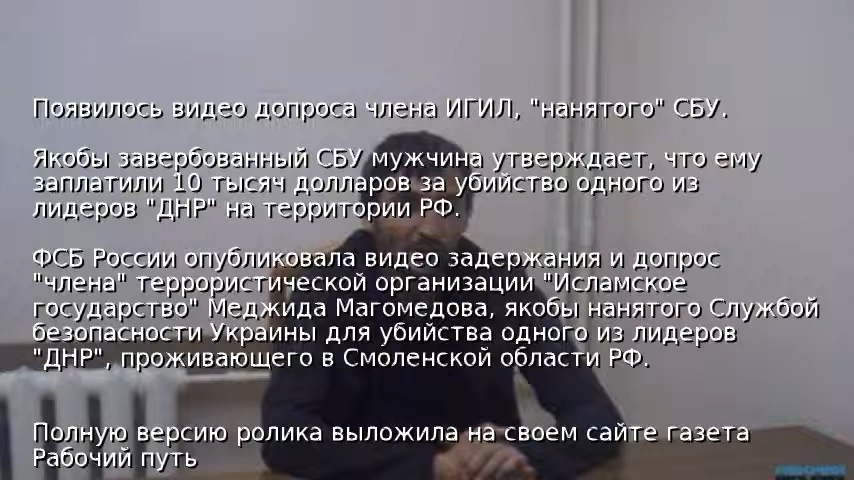 Появилось видео допроса члена ИГИЛ, "нанятого" СБУ.
Якобы завербованный СБУ мужчина утверждает, что ему
заплатили 10 тысяч долларов за убийство одного из
лидеров "ДНР" на территории РФ.
ФСБ России опубликовала видео задержания и допрос
"члена" террористической организации "Исламское
государство" Меджида Магомедова, якобы нанятого Службой
безопасности Украины для убийства одного из лидеров
"ДНР", проживающего в Смоленской области РФ.
Полную версию ролика выложила на своем сайте газета
Рабочий путь